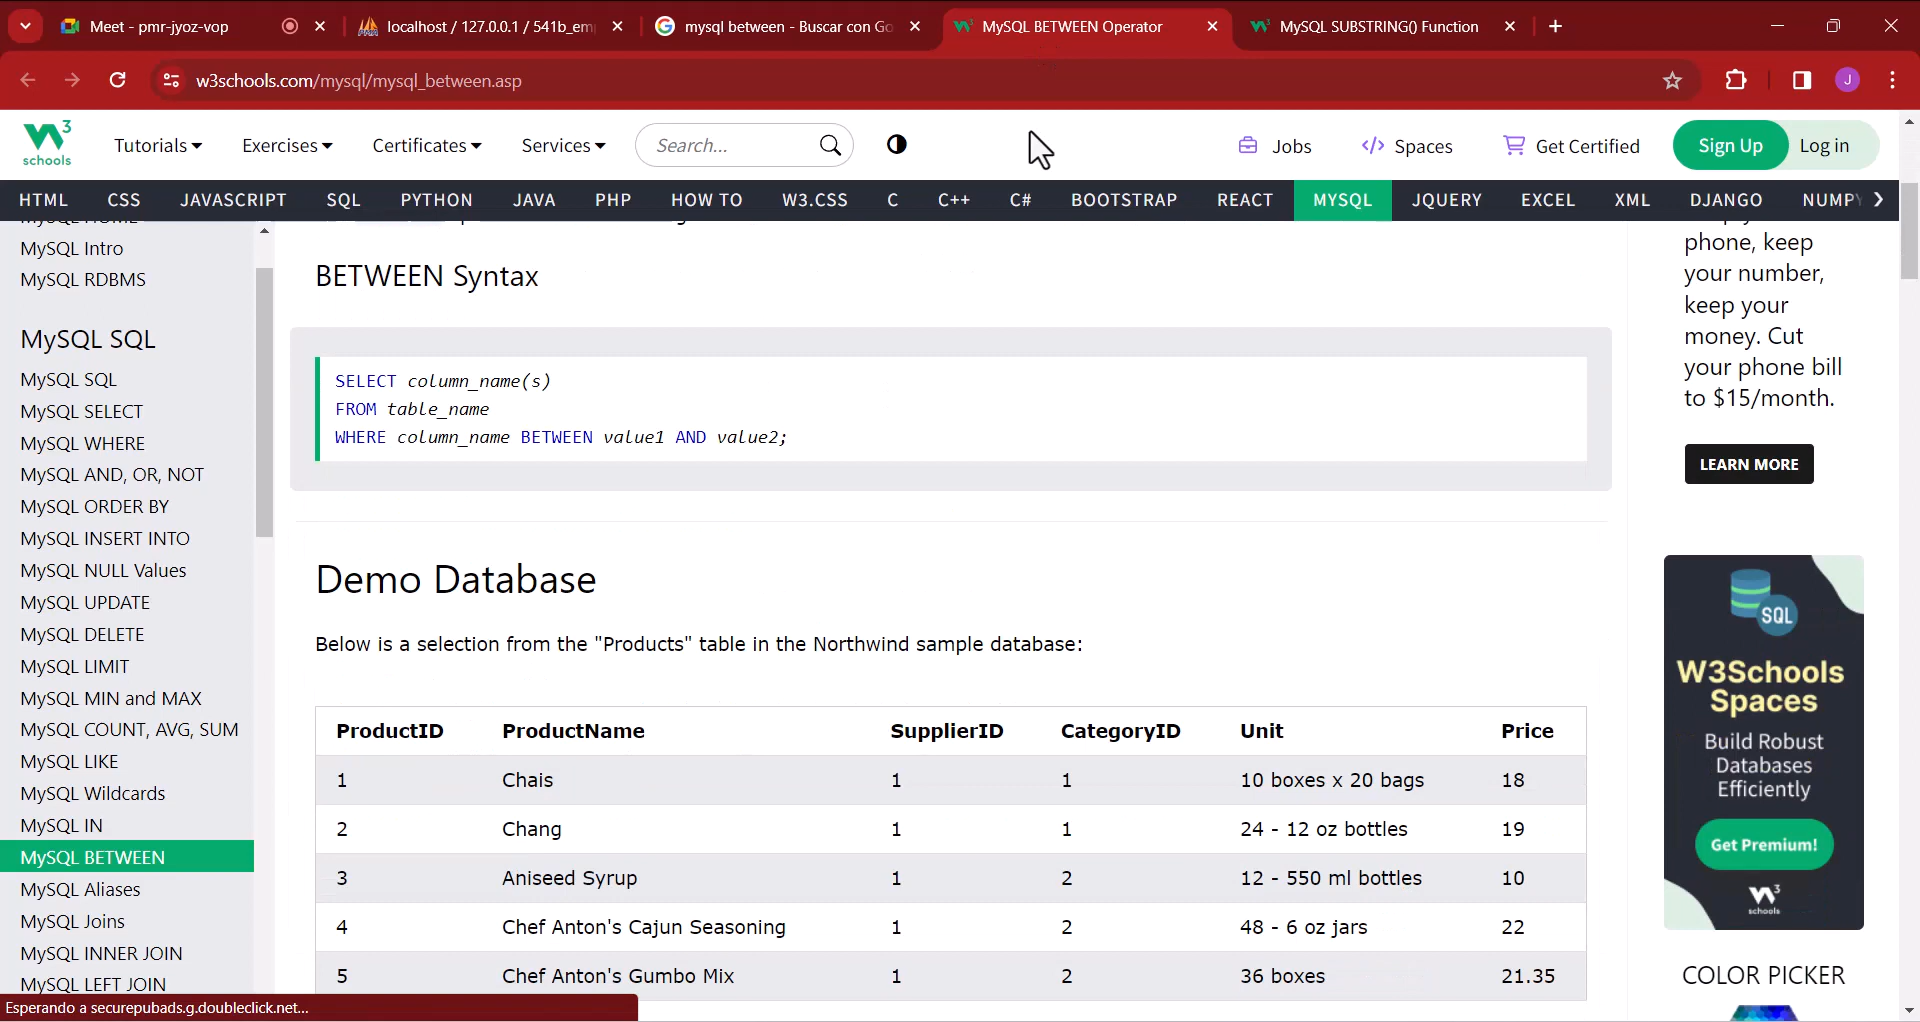 Meet - pmr-jyoz-vop
localhost / 127.0.0.1 / 541b_em
mysql between - Buscar con Go
MySQL BETWEEN Operator
MySQL SUBSTRING() Function
w3schools.com/mysql/mysql_between.asp
J
W3 schools
Tutorials
Exercises
Certificates
Services
Search...
Jobs
Spaces
Get Certified
Sign Up
Log in
HTML CSS JAVASCRIPT SQL PYTHON JAVA PHP HOW TO W3.CSS C C++ C# BOOTSTRAP REACT MYSQL JQUERY EXCEL XML DJANGO NUMPY
MySQL HOME
MySQL Intro
MySQL RDBMS
MySQL SQL
MySQL SQL
MySQL SELECT
MySQL WHERE
MySQL AND, OR, NOT
MySQL ORDER BY
MySQL INSERT INTO
MySQL NULL Values
MySQL UPDATE
MySQL DELETE
MySQL LIMIT
MySQL MIN and MAX
MySQL COUNT, AVG, SUM
MySQL LIKE
MySQL Wildcards
MySQL IN
MySQL BETWEEN
MySQL Aliases
MySQL Joins
MySQL INNER JOIN
MySQL LEFT JOIN
BETWEEN Syntax
SELECT column_name(s)
FROM table_name
WHERE column_name BETWEEN value1 AND value2;
Demo Database
Below is a selection from the "Products" table in the Northwind sample database:
ProductID ProductName SupplierID CategoryID Unit Price
1 Chais 1 1 10 boxes x 20 bags 18
2 Chang 1 1 24 - 12 oz bottles 19
3 Aniseed Syrup 1 2 12 - 550 ml bottles 10
4 Chef Anton's Cajun Seasoning 1 2 48 - 6 oz jars 22
5 Chef Anton's Gumbo Mix 1 2 36 boxes 21.35
phone, keep
your number,
keep your
money. Cut
your phone bill
to $15/month.
LEARN MORE
SQL
W3Schools
Spaces
Build Robust
Databases
Efficiently
Get Premium!
W3 schools
COLOR PICKER
Esperando a securepubads.g.doubleclick.net...